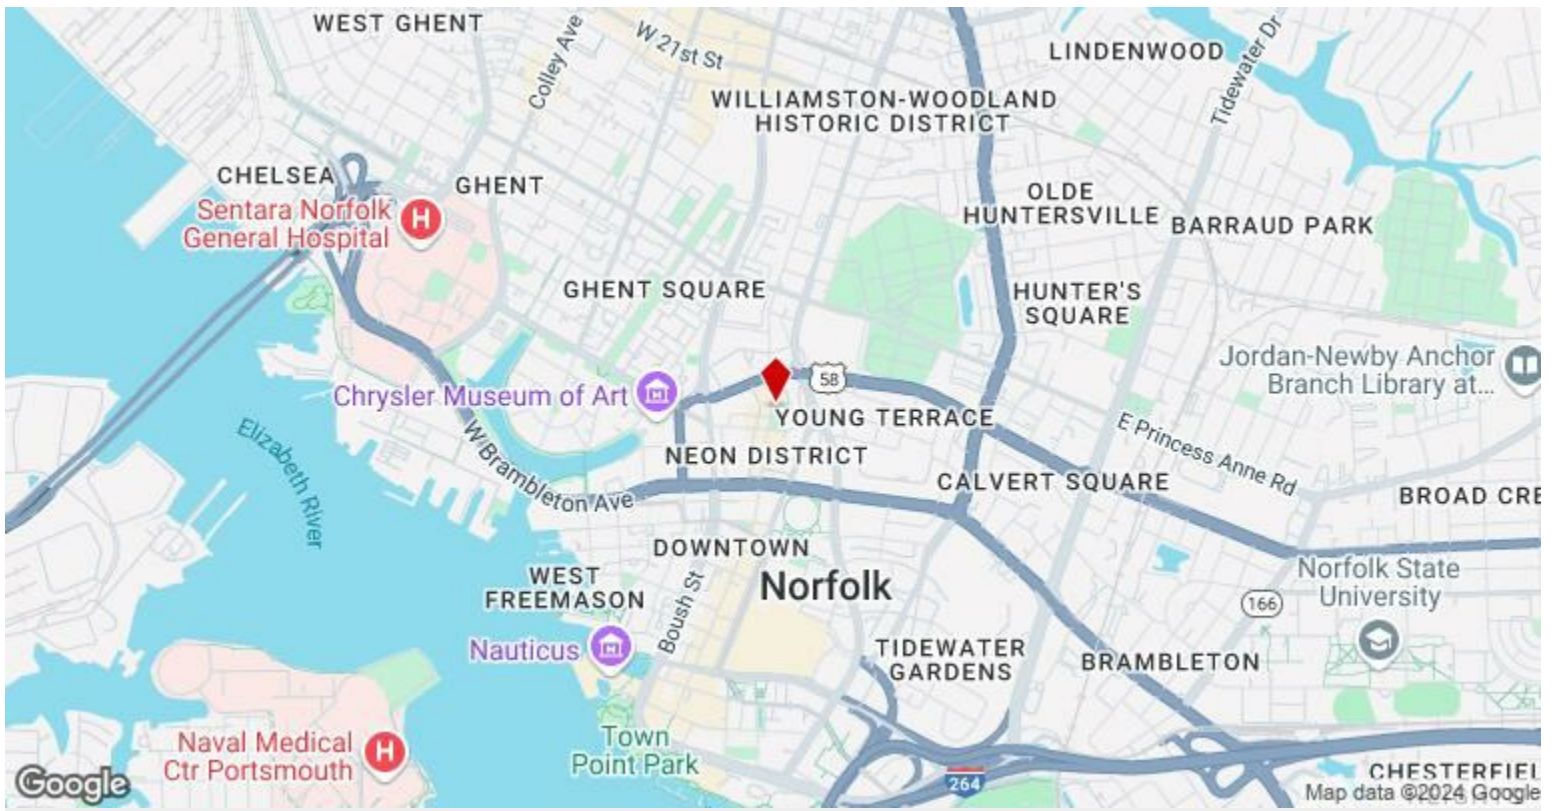 WEST GHENT
Colley Ave
W 21st St
LINDENWOOD
Tidewater Dr
WILLIAMSTON-WOODLAND
HISTORIC DISTRICT
CHELSEA
GHENT
Sentara Norfolk
General Hospital
H
OLDE
HUNTERSVILLE
BARRAUD PARK
GHENT SQUARE
HUNTER'S
SQUARE
Jordan-Newby Anchor
Branch Library at...
58
Chrysler Museum of Art
YOUNG TERRACE
E Princess Anne Rd
Elizabeth River
W Brambleton Ave
NEON DISTRICT
CALVERT SQUARE
BROAD CRE
DOWNTOWN
Norfolk
WEST
FREEMASON
Boush St
Norfolk State
University
166
Nauticus
TIDEWATER
GARDENS
BRAMBLETON
Naval Medical
Ctr Portsmouth
H
Town
Point Park
264
CHESTERFIEL
Google
Map data ©2024 Google